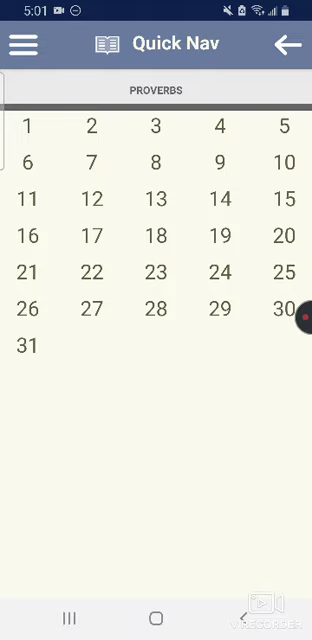 5:01
Quick Nav
PROVERBS
1 2 3 4 5
6 7 8 9 10
11 12 13 14 15
16 17 18 19 20
21 22 23 24 25
26 27 28 29 30
31
V RECORDER